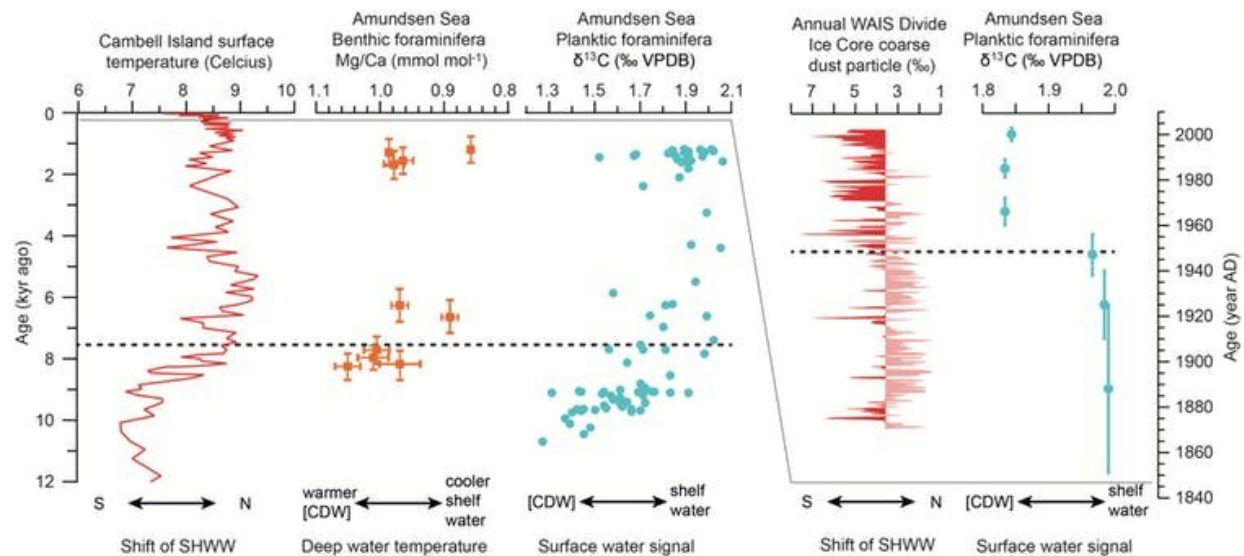 Cambell Island surface
temperature (Celcius)
Amundsen Sea
Benthic foraminifera
Mg/Ca (mmol mol-1)
Amundsen Sea
Planktic foraminifera
δ13C (‰ VPDB)
Annual WAIS Divide
Ice Core coarse
dust particle (‰)
Amundsen Sea
Planktic foraminifera
δ13C (‰ VPDB)
6 7 8 9 10
1.1 1.0 0.9 0.8
1.3 1.5 1.7 1.9 2.1
7 5 3 1
1.8 1.9 2.0
Age (kyr ago)
0
2
4
6
8
10
12
2000
1980
1960
1940
1920
1900
1880
1860
1840
Age (year AD)
S N
Shift of SHWW
warmer
[CDW]
cooler
shelf
water
Deep water temperature
[CDW]
shelf
water
Surface water signal
S N
Shift of SHWW
[CDW]
shelf
water
Surface water signal